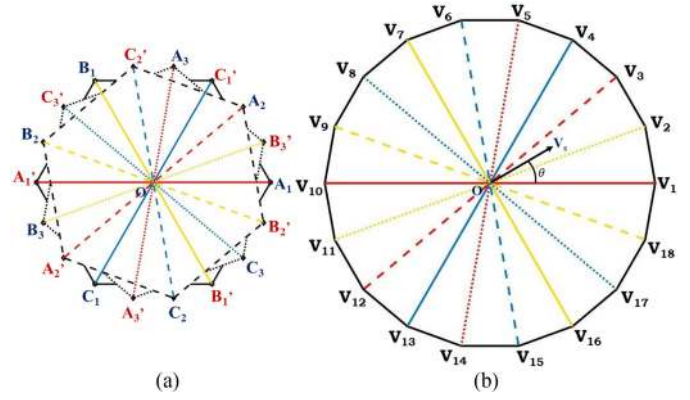 C₂' A₃
B₁ C₁'
C₃' A₂
B₂ B₃'
A₁' O A₁
B₃ B₂'
A₂' C₃
C₁ B₁'
A₃' C₂
(a)
V₆ V₅
V₇ V₄
V₈ V₃
V₉ V₂
Vₛ
θ
V₁₀ O V₁
V₁₁ V₁₈
V₁₂ V₁₇
V₁₃ V₁₆
V₁₄ V₁₅
(b)